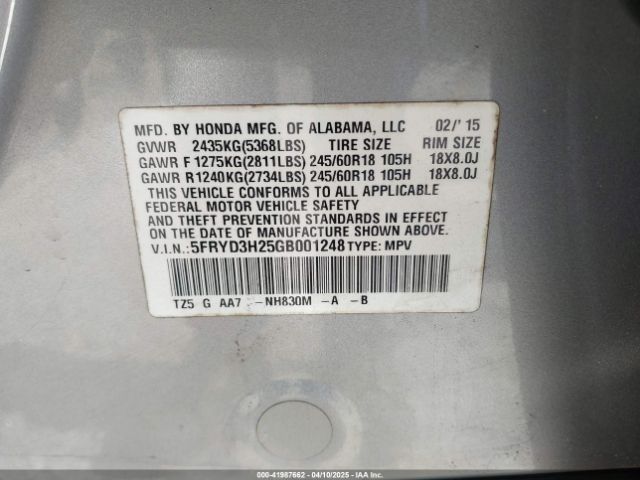 MFD. BY HONDA MFG. OF ALABAMA, LLC 02/'15
GVWR 2435KG(5368LBS) TIRE SIZE RIM SIZE
GAWR F 1275KG(2811LBS) 245/60R18 105H 18X8.0J
GAWR R1240KG(2734LBS) 245/60R18 105H 18X8.0J
THIS VEHICLE CONFORMS TO ALL APPLICABLE
FEDERAL MOTOR VEHICLE SAFETY
AND THEFT PREVENTION STANDARDS IN EFFECT
ON THE DATE OF MANUFACTURE SHOWN ABOVE.
V.I.N.: 5FRYD3H25GB001248 TYPE: MPV
TZ5 G AA7 -NH830M -A -B
000-41987662 - 04/10/2025 - IAA Inc.